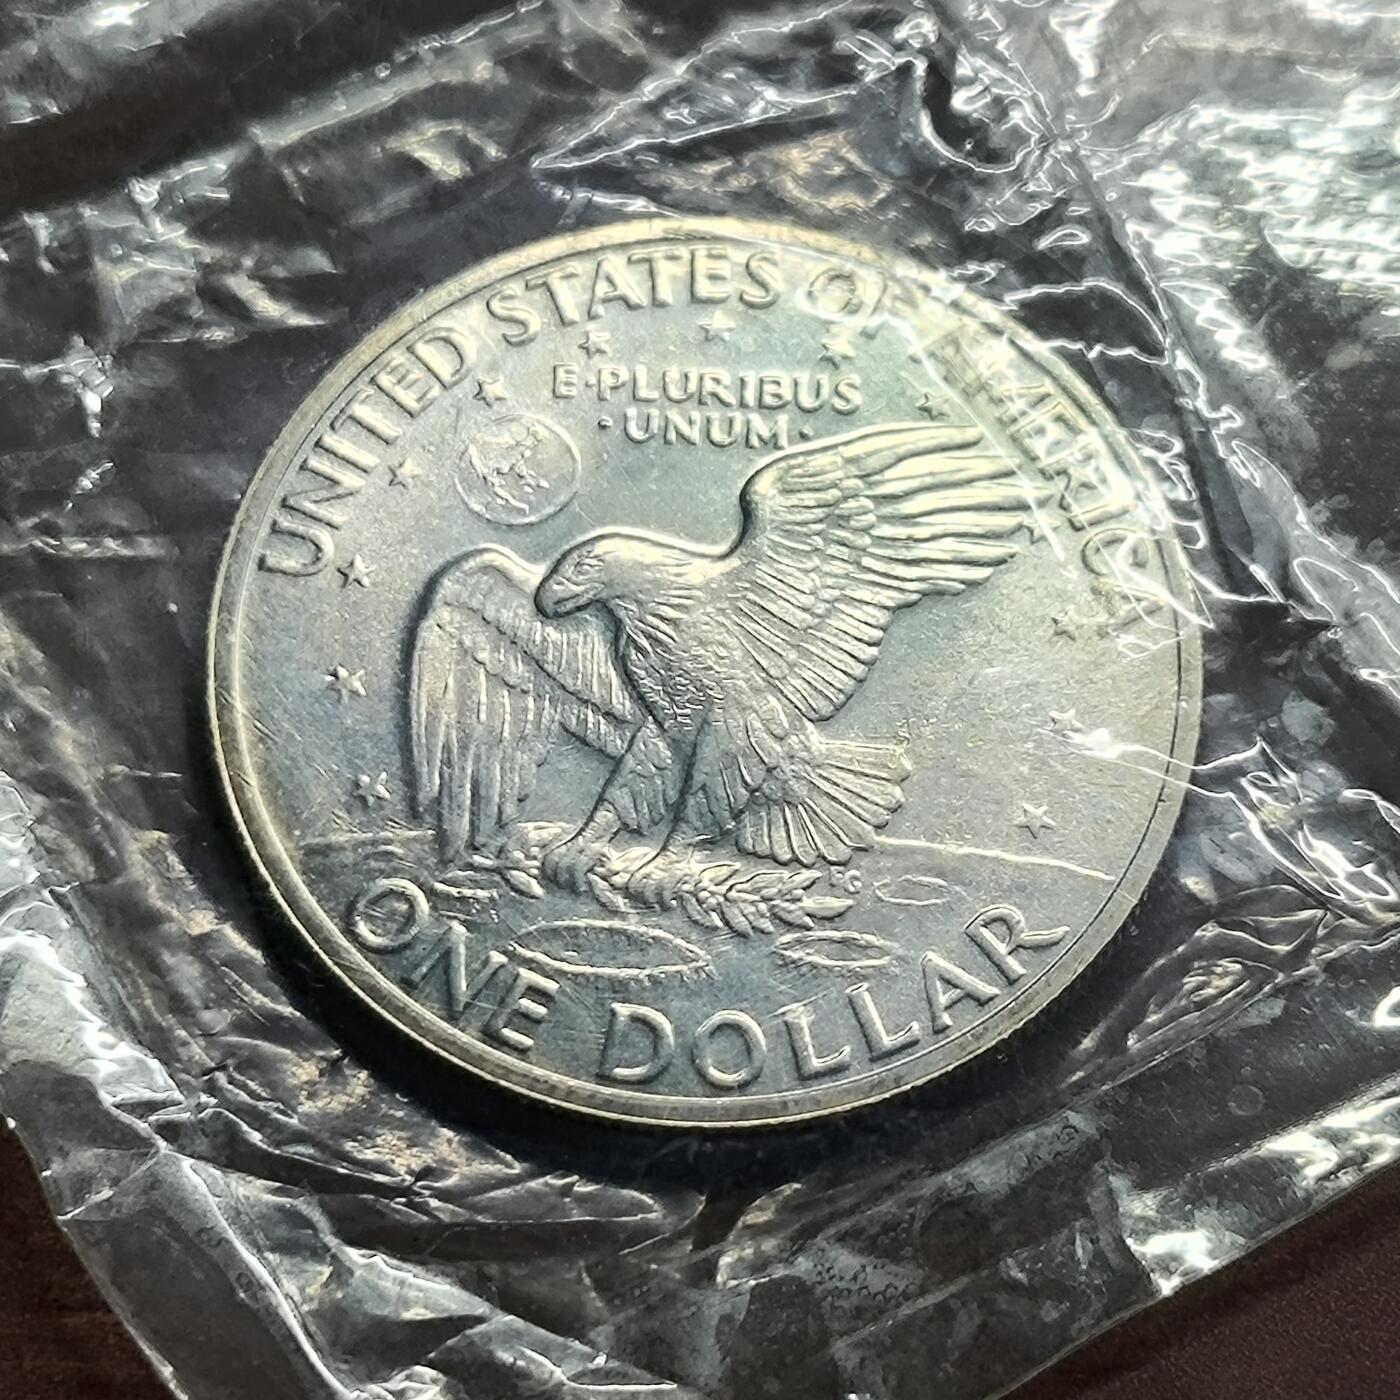 UNITED STATES OF AMERICA
E·PLURIBUS
·UNUM·
FG
ONE DOLLAR